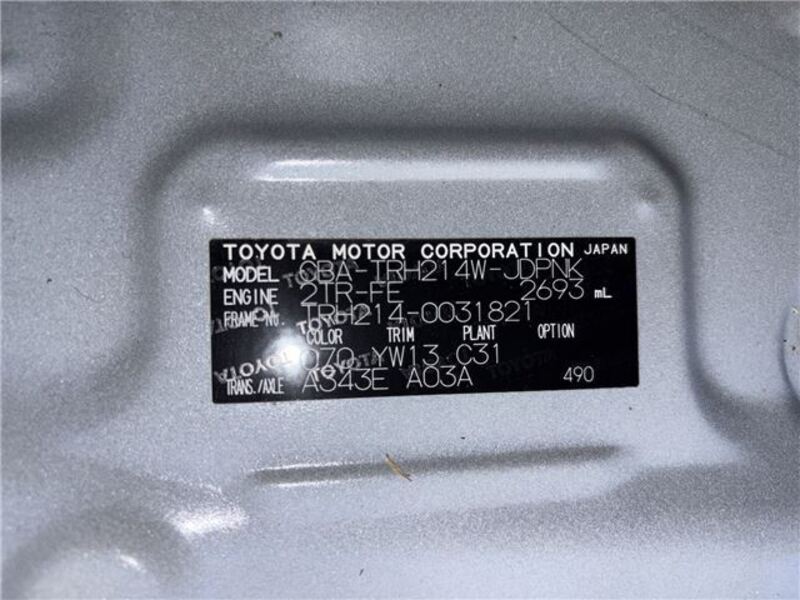 TOYOTA MOTOR CORPORATION JAPAN
MODEL CBA-TRH214W-JDPNK
ENGINE 2TR-FE 2693 mL
FRAME-NO. TRH214-0031821
COLOR TRIM PLANT OPTION
070 YW13 C31
TRANS./AXLE A343E A03A 490